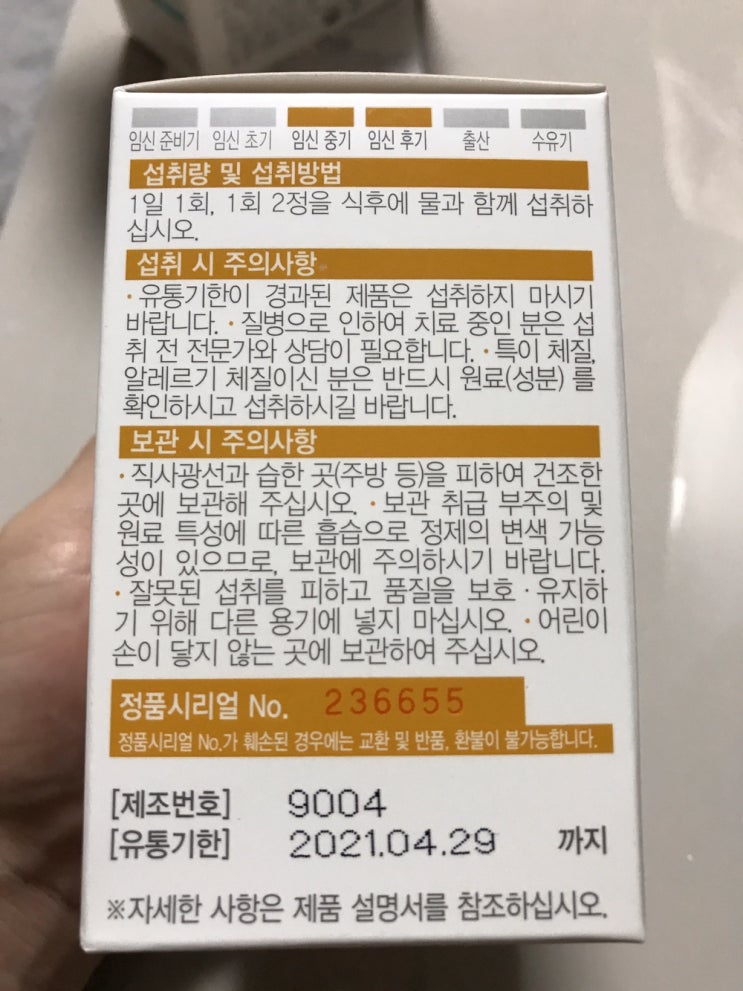 임신 준비기 임신 초기 임신 중기 임신 후기 출산 수유기
섭취량 및 섭취방법
1일 1회, 1회 2정을 식후에 물과 함께 섭취하
십시오.
섭취 시 주의사항
· 유통기한이 경과된 제품은 섭취하지 마시기
바랍니다. · 질병으로 인하여 치료 중인 분은 섭
취 전 전문가와 상담이 필요합니다. · 특이 체질,
알레르기 체질이신 분은 반드시 원료(성분) 를
확인하시고 섭취하시길 바랍니다.
보관 시 주의사항
· 직사광선과 습한 곳(주방 등)을 피하여 건조한
곳에 보관해 주십시오. · 보관 취급 부주의 및
원료 특성에 따른 흡습으로 정제의 변색 가능
성이 있으므로, 보관에 주의하시기 바랍니다.
· 잘못된 섭취를 피하고 품질을 보호 · 유지하
기 위해 다른 용기에 넣지 마십시오. · 어린이
손이 닿지 않는 곳에 보관하여 주십시오.
정품시리얼 No. 236655
정품시리얼 No.가 훼손된 경우에는 교환 및 반품, 환불이 불가능합니다.
[제조번호] 9004
[유통기한] 2021.04.29 까지
※자세한 사항은 제품 설명서를 참조하십시오.